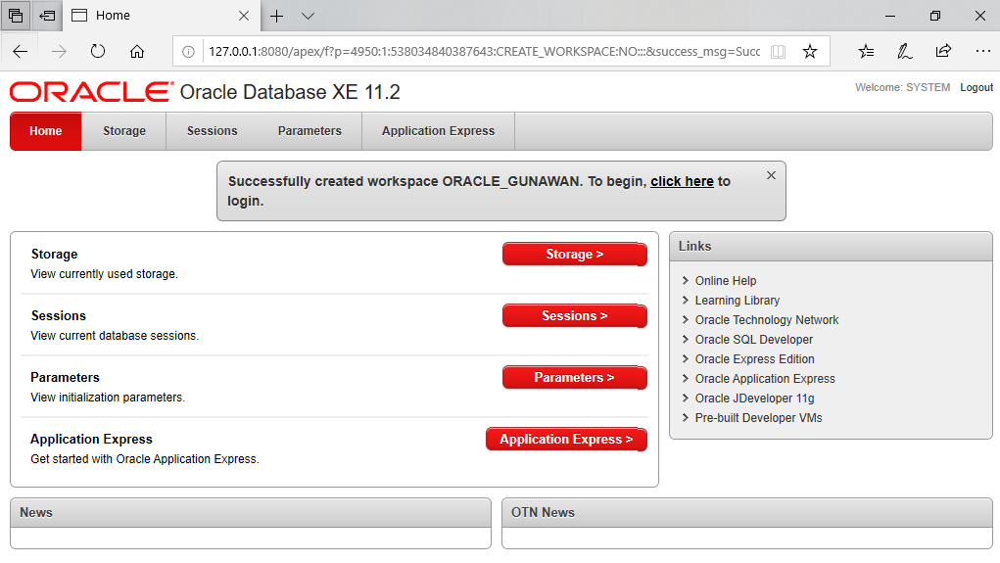 Home
127.0.0.1:8080/apex/f?p=4950:1:538034840387643:CREATE_WORKSPACE:NO:::&success_msg=Succ
ORACLE® Oracle Database XE 11.2
Welcome: SYSTEM Logout
Home Storage Sessions Parameters Application Express
Successfully created workspace ORACLE_GUNAWAN. To begin, click here to
login.
Storage
View currently used storage.
Storage >
Sessions
View current database sessions.
Sessions >
Parameters
View initialization parameters.
Parameters >
Application Express
Get started with Oracle Application Express.
Application Express >
Links
Online Help
Learning Library
Oracle Technology Network
Oracle SQL Developer
Oracle Express Edition
Oracle Application Express
Oracle JDeveloper 11g
Pre-built Developer VMs
News
OTN News